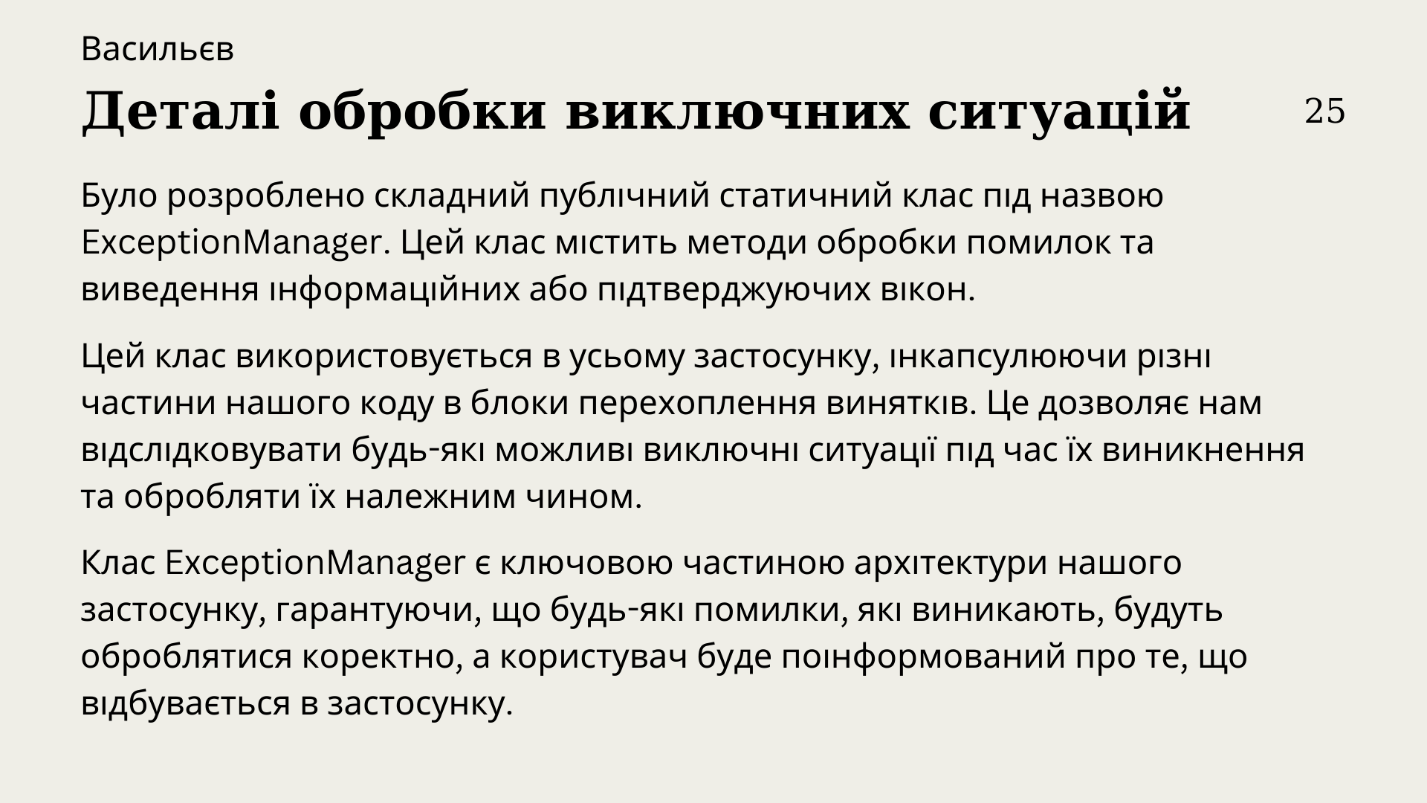 Васильєв
Деталі обробки виключних ситуацій
25
Було розроблено складний публічний статичний клас під назвою
ExceptionManager. Цей клас містить методи обробки помилок та
виведення інформаційних або підтверджуючих вікон.
Цей клас використовується в усьому застосунку, інкапсулюючи різні
частини нашого коду в блоки перехоплення винятків. Це дозволяє нам
відслідковувати будь-які можливі виключні ситуації під час їх виникнення
та обробляти їх належним чином.
Клас ExceptionManager є ключовою частиною архітектури нашого
застосунку, гарантуючи, що будь-які помилки, які виникають, будуть
оброблятися коректно, а користувач буде поінформований про те, що
відбувається в застосунку.